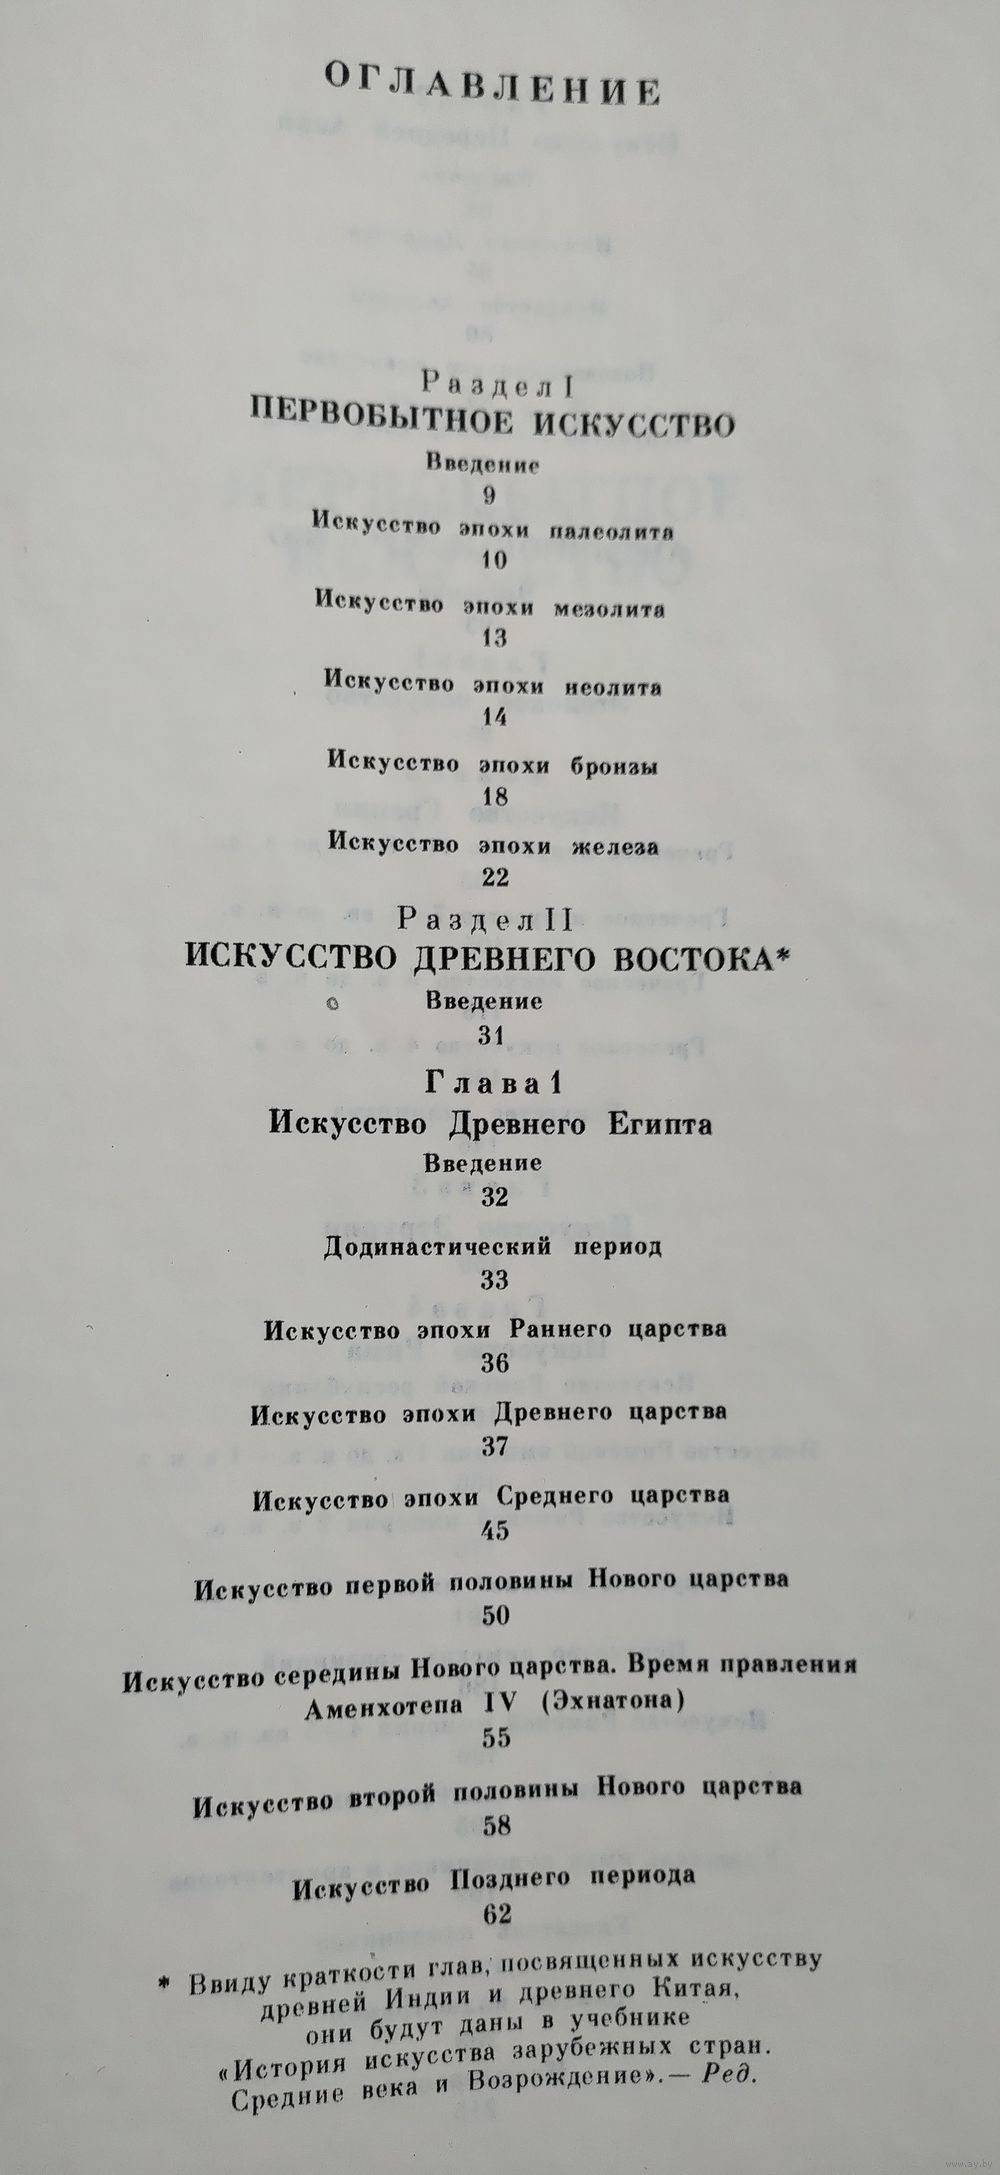 ОГЛАВЛЕНИЕ
Раздел I
ПЕРВОБЫТНОЕ ИСКУССТВО
Введение
9
Искусство эпохи палеолита
10
Искусство эпохи мезолита
13
Искусство эпохи неолита
14
Искусство эпохи бронзы
18
Искусство эпохи железа
22
Раздел II
ИСКУССТВО ДРЕВНЕГО ВОСТОКА*
Введение
31
Глава 1
Искусство Древнего Египта
Введение
32
Додинастический период
33
Искусство эпохи Раннего царства
36
Искусство эпохи Древнего царства
37
Искусство эпохи Среднего царства
45
Искусство первой половины Нового царства
50
Искусство середины Нового царства. Время правления
Аменхотепа IV (Эхнатона)
55
Искусство второй половины Нового царства
58
Искусство Позднего периода
62
* Ввиду краткости глав, посвященных искусству
древней Индии и древнего Китая,
они будут даны в учебнике
«История искусства зарубежных стран.
Средние века и Возрождение».— Ред.
www.ay.by